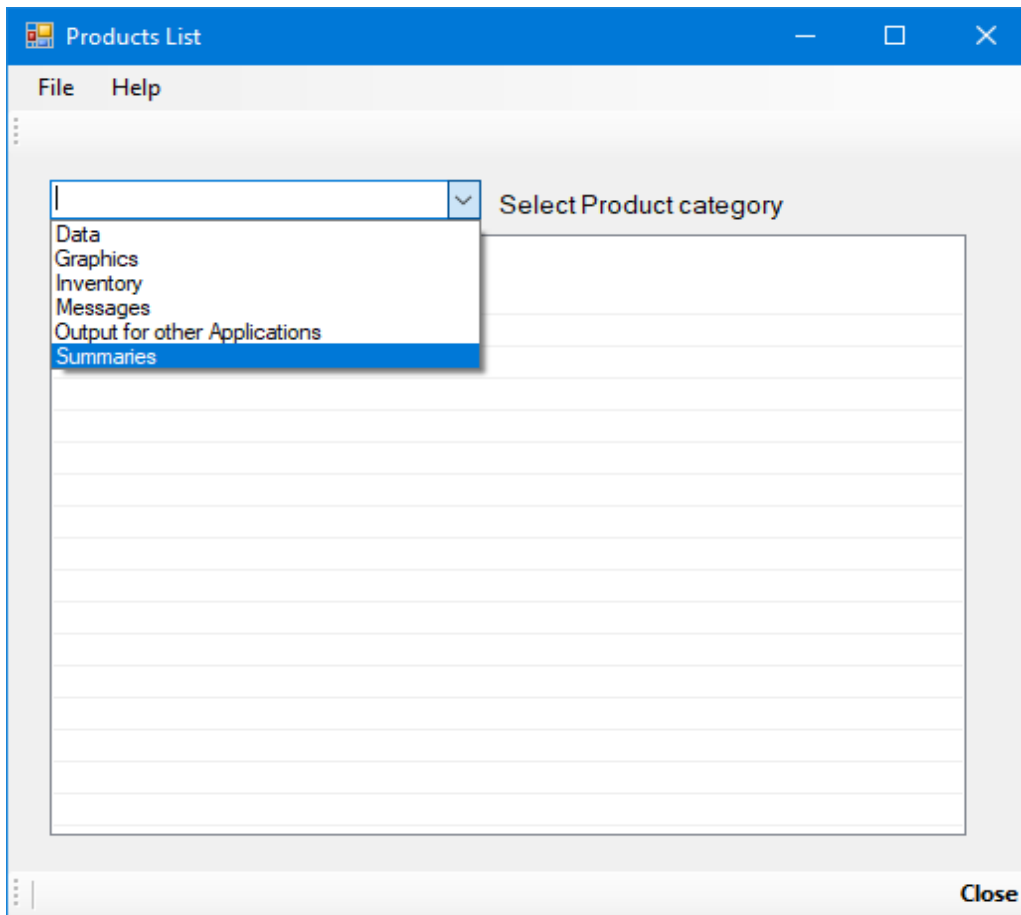 Products List
File Help
Select Product category
Data
Graphics
Inventory
Messages
Output for other Applications
Summaries
Close